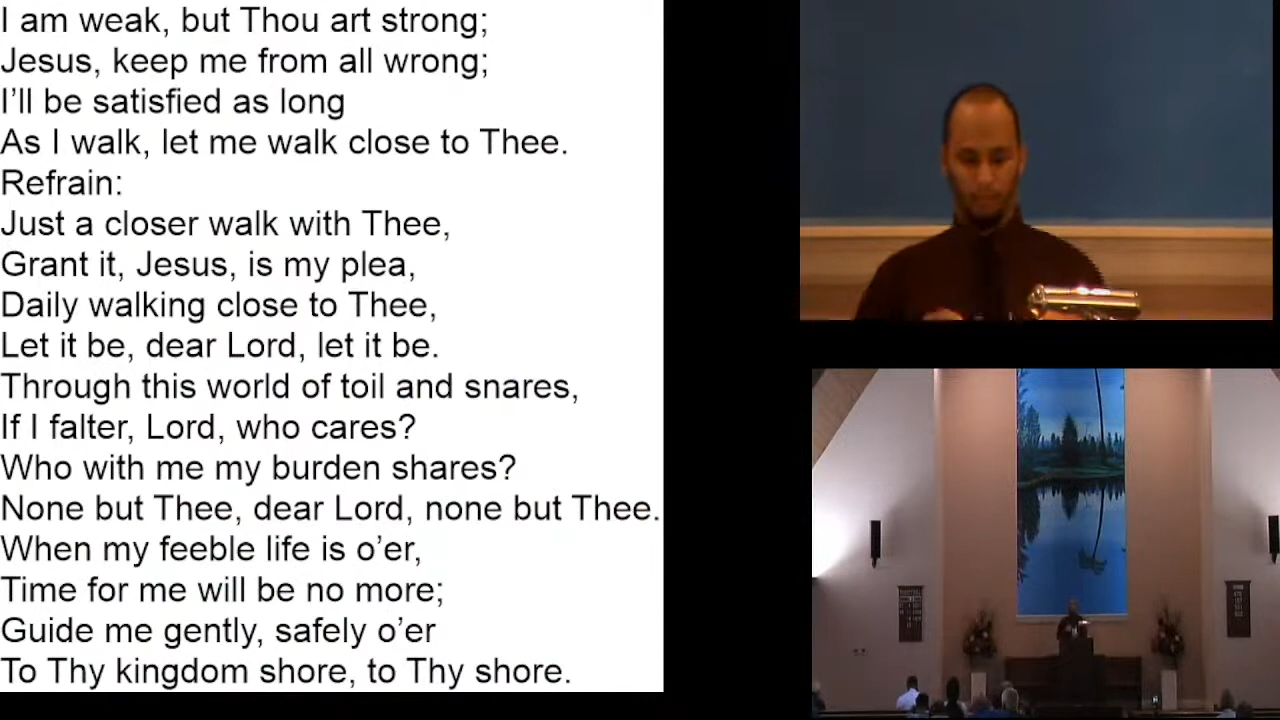 I am weak, but Thou art strong;
Jesus, keep me from all wrong;
I’ll be satisfied as long
As I walk, let me walk close to Thee.
Refrain:
Just a closer walk with Thee,
Grant it, Jesus, is my plea,
Daily walking close to Thee,
Let it be, dear Lord, let it be.
Through this world of toil and snares,
If I falter, Lord, who cares?
Who with me my burden shares?
None but Thee, dear Lord, none but Thee.
When my feeble life is o’er,
Time for me will be no more;
Guide me gently, safely o’er
To Thy kingdom shore, to Thy shore.